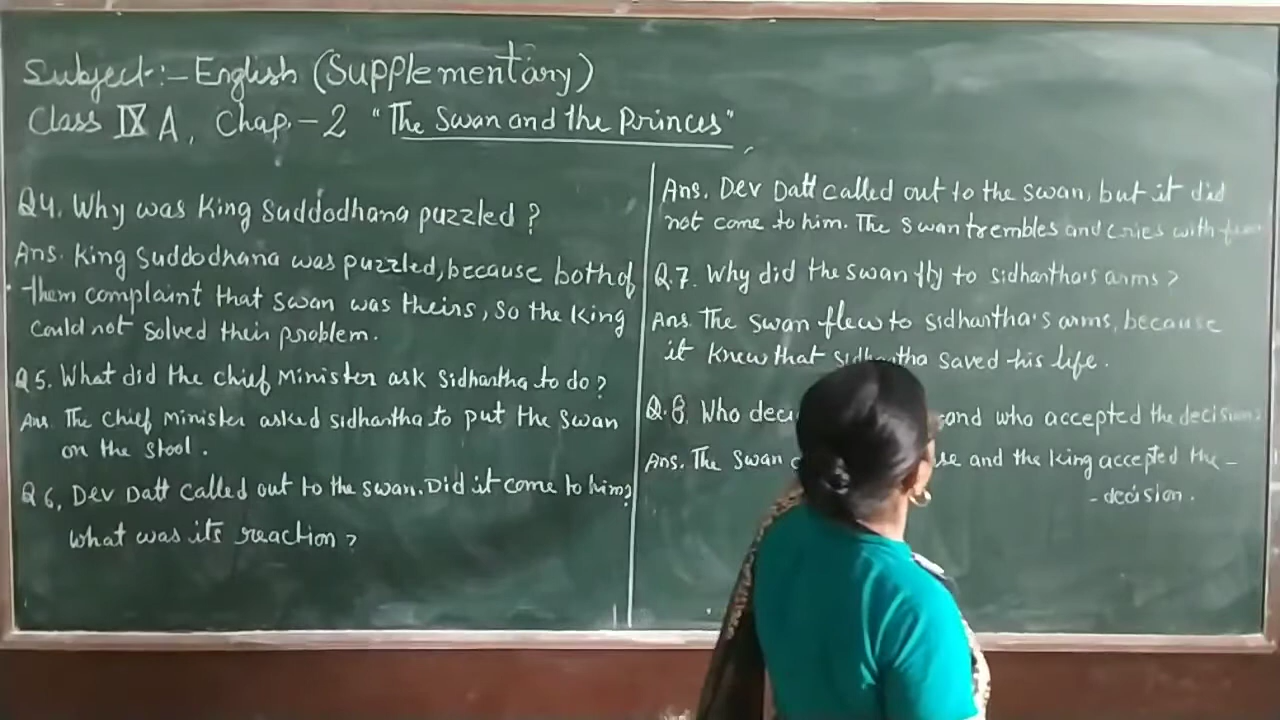 Subject:- English (Supplementary)
Class IX A, Chap.-2 "The Swan and the Princes"
Q4. Why was King Suddodhana puzzled?
Ans. King Suddodhana was puzzled, because both of
them complaint that swan was theirs, so the King
could not solved their problem.
Q5. What did the Chief Minister ask Sidhartha to do?
Ans. The Chief Minister asked sidhartha to put the swan
on the stool.
Q6. Dev Datt called out to the swan. Did it come to him?
What was its reaction?
Ans. Dev Datt called out to the swan, but it did
not come to him. The swan trembles and cries with
Q.7. Why did the swan fly to Sidhartha's arms?
Ans. The swan flew to sidhartha's arms, because
it knew that sidhartha saved his life.
Q.8. Who and who accepted the decision
Ans. The Swan and the King accepted the -
- decision.